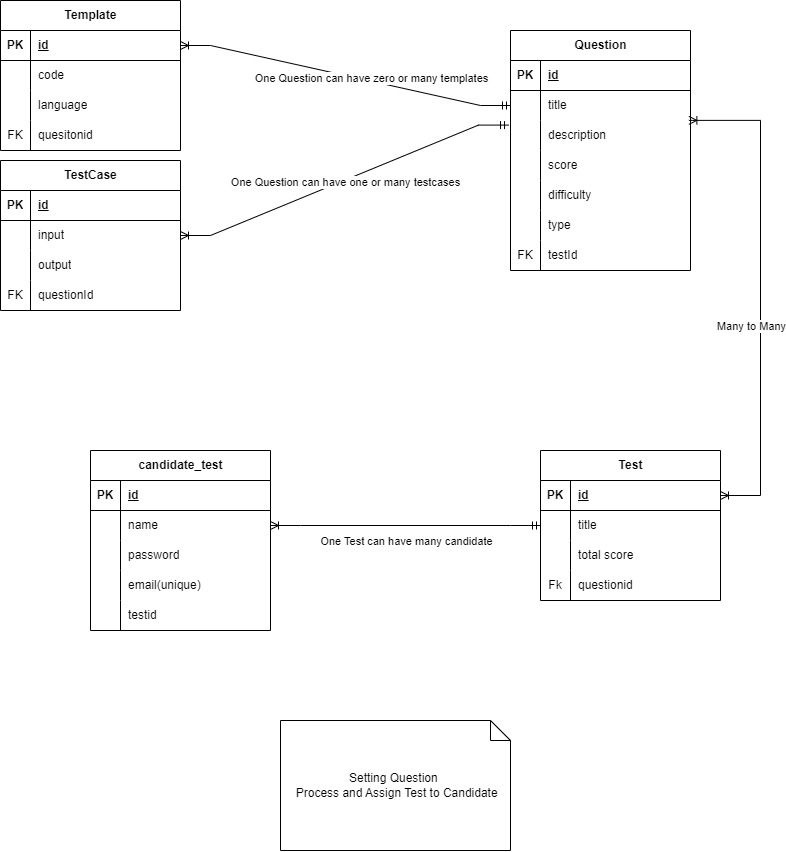 Template
PK id
code
language
FK quesitonid
One Question can have zero or many templates
TestCase
PK id
input
output
FK questionId
One Question can have one or many testcases
Question
PK id
title
description
score
difficulty
type
FK testId
Many to Many
candidate_test
PK id
name
password
email(unique)
testid
One Test can have many candidate
Test
PK id
title
total score
Fk questionid
Setting Question
Process and Assign Test to Candidate